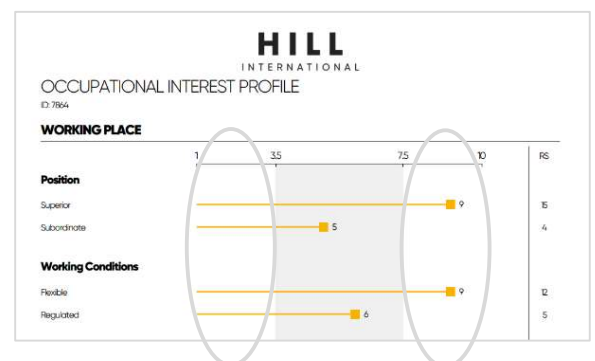 HILL
INTERNATIONAL
OCCUPATIONAL INTEREST PROFILE
ID: 7864
WORKING PLACE
1 3.5 7.5 10 RS
Position
Superior 9 15
Subordinate 5 4
Working Conditions
Flexible 9 12
Regulated 6 5